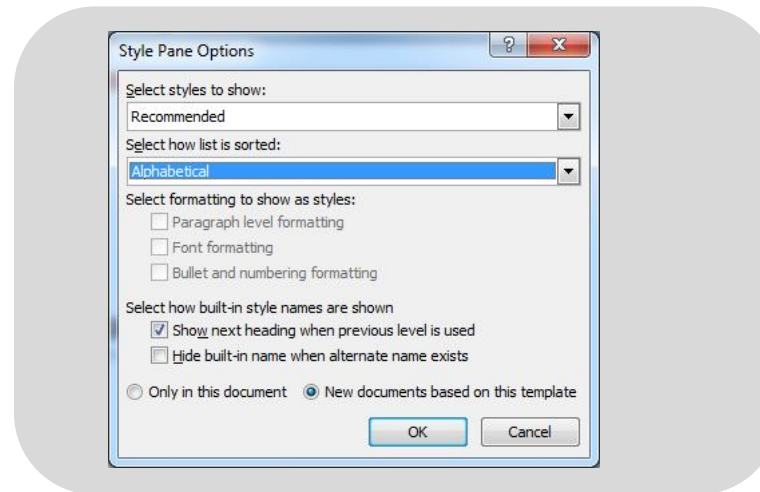 Style Pane Options
Select styles to show:
Recommended
Select how list is sorted:
Alphabetical
Select formatting to show as styles:
Paragraph level formatting
Font formatting
Bullet and numbering formatting
Select how built-in style names are shown
Show next heading when previous level is used
Hide built-in name when alternate name exists
Only in this document New documents based on this template
OK Cancel